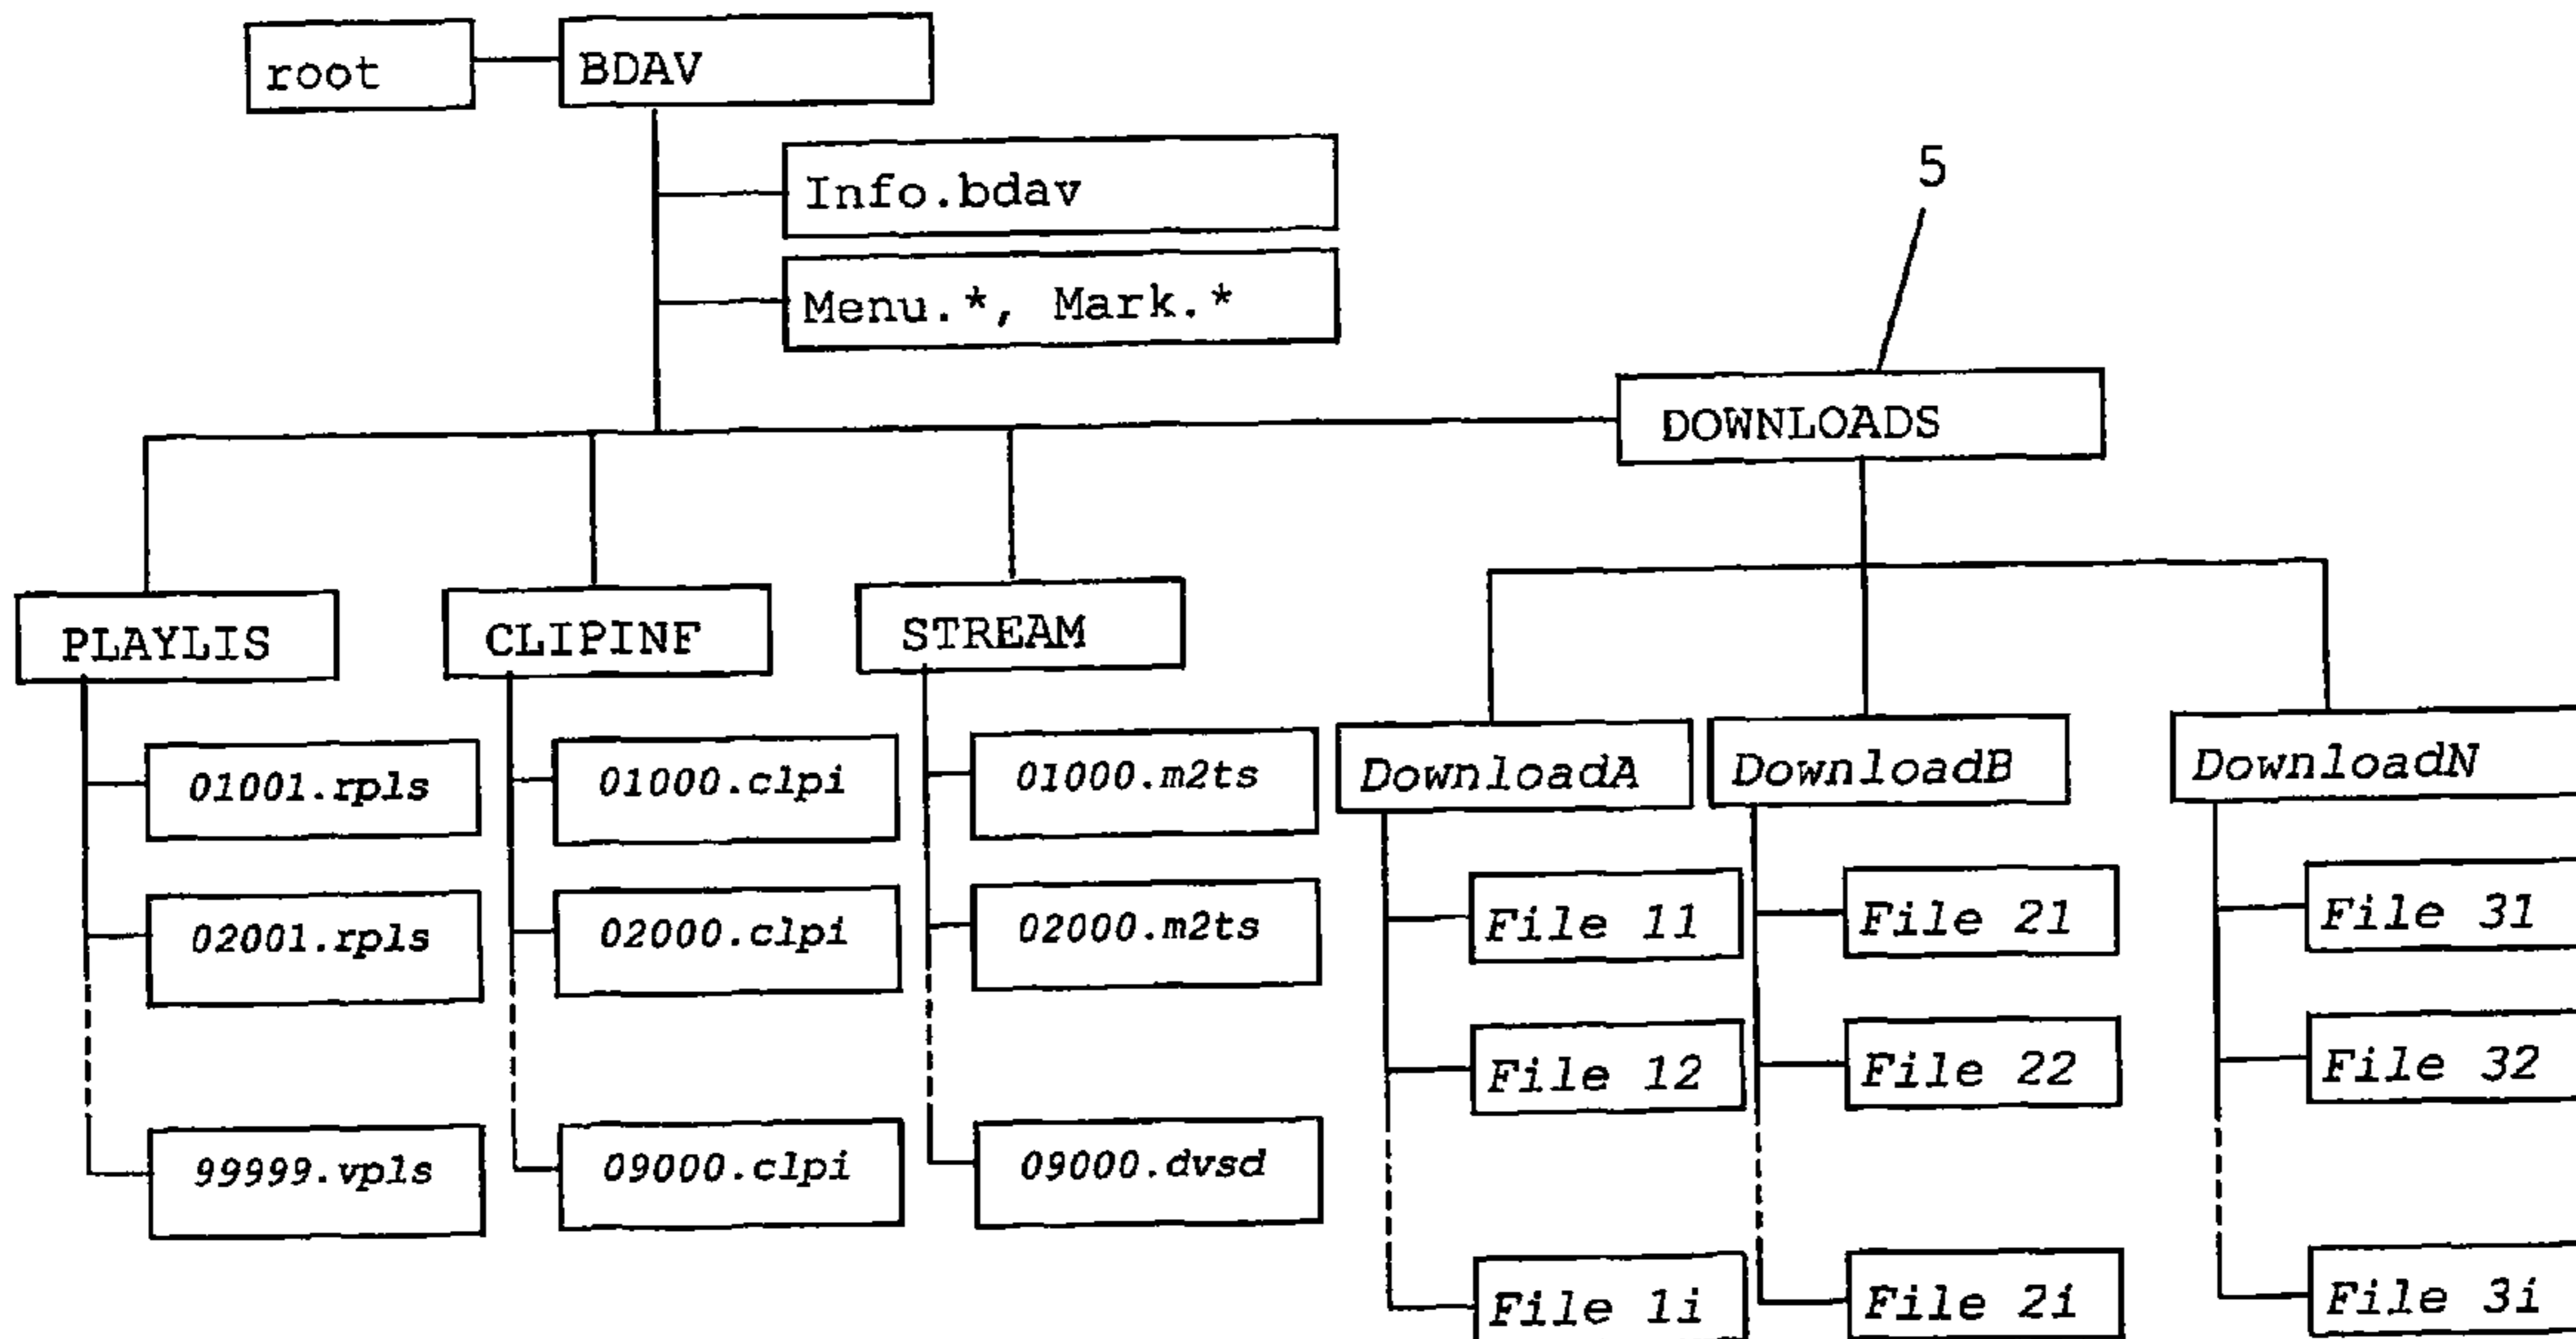 root
BDAV
Info.bdav
Menu.*, Mark.*
5
DOWNLOADS
PLAYLIS
CLIPINF
STREAM
01001.rpls
01000.clpi
01000.m2ts
02001.rpls
02000.clpi
02000.m2ts
99999.vpls
09000.clpi
09000.dvsd
DownloadA
DownloadB
DownloadN
File 11
File 21
File 31
File 12
File 22
File 32
File 1i
File 2i
File 3i